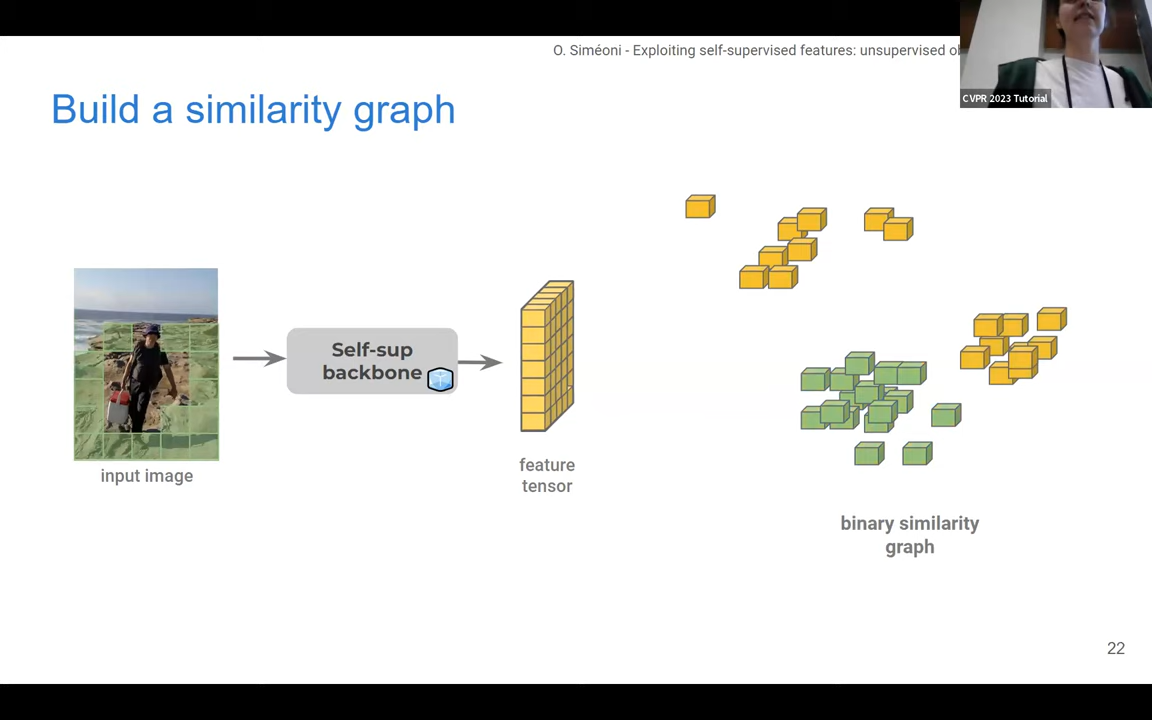 O. Siméoni - Exploiting self-supervised features: unsupervised
CVPR 2023 Tutorial
Build a similarity graph
Self-sup
backbone
input image
feature
tensor
binary similarity
graph
22